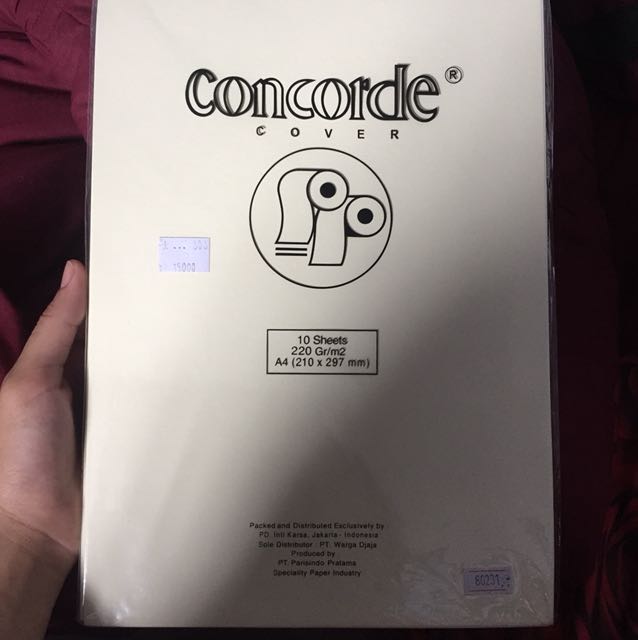 concorde®
COVER
15000
10 Sheets
220 Gr/m2
A4 (210 x 297 mm)
Packed and Distributed Exclusively by
PD. Inti Karsa, Jakarta - Indonesia
Sole Distributor : PT. Warga Djaja
Produced by
PT. Parisindo Pratama
Speciality Paper Industry
80231